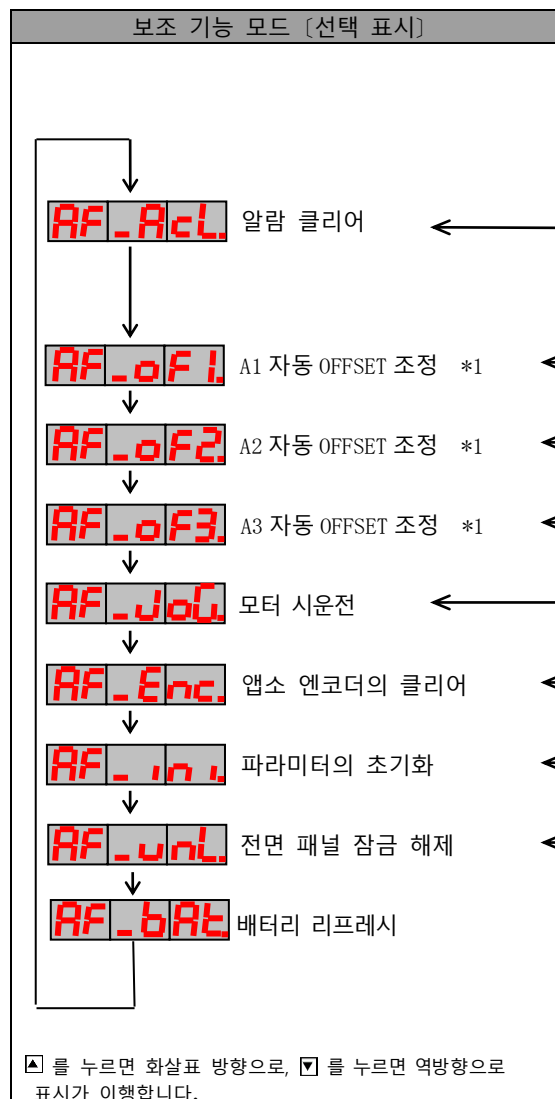 보조 기능 모드 〔선택 표시〕
AF_AcL. 알람 클리어
AF_oF1. A1 자동 OFFSET 조정 *1
AF_oF2. A2 자동 OFFSET 조정 *1
AF_oF3. A3 자동 OFFSET 조정 *1
AF_JoG. 모터 시운전
AF_Enc. 앱소 엔코더의 클리어
AF_ini. 파라미터의 초기화
AF_unL. 전면 패널 잠금 해제
AF_bAt. 배터리 리프레시
▲ 를 누르면 화살표 방향으로, ▼ 를 누르면 역방향으로
표시가 이행합니다.